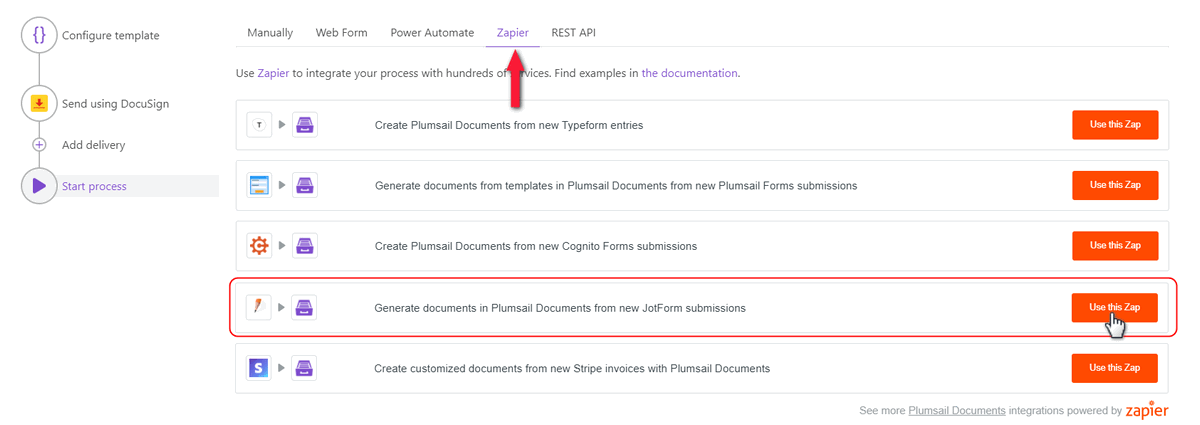 Configure template
Send using DocuSign
Add delivery
Start process
Manually Web Form Power Automate Zapier REST API
Use Zapier to integrate your process with hundreds of services. Find examples in the documentation.
T
Create Plumsail Documents from new Typeform entries
Use this Zap
Generate documents from templates in Plumsail Documents from new Plumsail Forms submissions
Use this Zap
Create Plumsail Documents from new Cognito Forms submissions
Use this Zap
Generate documents in Plumsail Documents from new JotForm submissions
Use this Zap
S
Create customized documents from new Stripe invoices with Plumsail Documents
Use this Zap
See more Plumsail Documents integrations powered by zapier